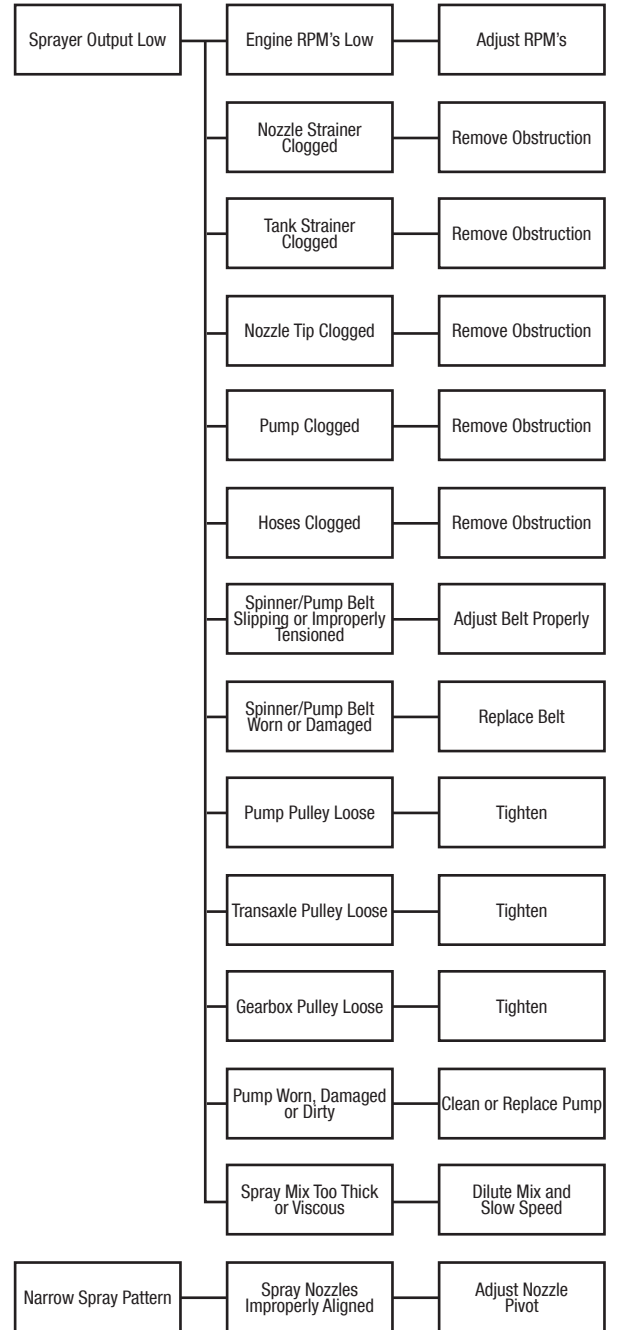 Sprayer Output Low
Engine RPM's Low
Adjust RPM's
Nozzle Strainer
Clogged
Remove Obstruction
Tank Strainer
Clogged
Remove Obstruction
Nozzle Tip Clogged
Remove Obstruction
Pump Clogged
Remove Obstruction
Hoses Clogged
Remove Obstruction
Spinner/Pump Belt
Slipping or Improperly
Tensioned
Adjust Belt Properly
Spinner/Pump Belt
Worn or Damaged
Replace Belt
Pump Pulley Loose
Tighten
Transaxle Pulley Loose
Tighten
Gearbox Pulley Loose
Tighten
Pump Worn, Damaged
or Dirty
Clean or Replace Pump
Spray Mix Too Thick
or Viscous
Dilute Mix and
Slow Speed
Narrow Spray Pattern
Spray Nozzles
Improperly Aligned
Adjust Nozzle
Pivot